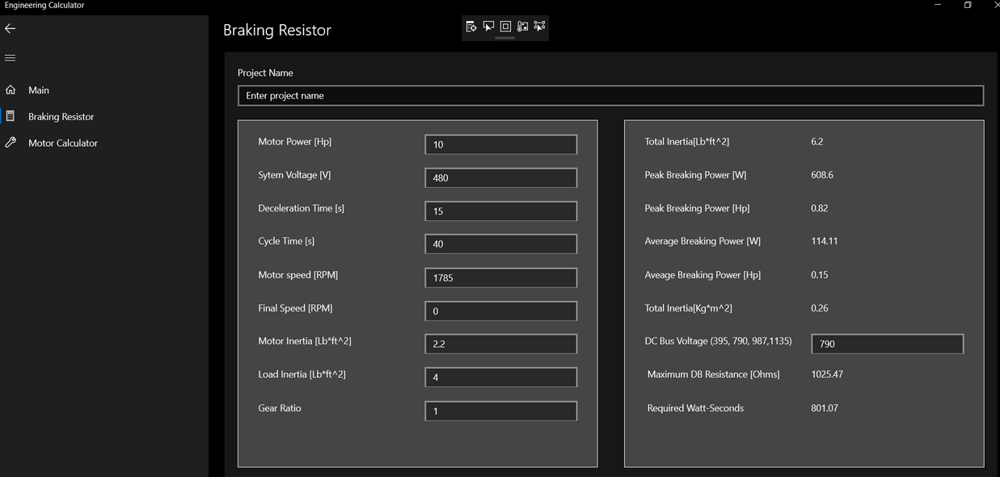 Engineering Calculator
Braking Resistor
Main
Braking Resistor
Motor Calculator
Project Name
Enter project name
Motor Power [Hp] 10
Sytem Voltage [V] 480
Deceleration Time [s] 15
Cycle Time [s] 40
Motor speed [RPM] 1785
Final Speed [RPM] 0
Motor Inertia [Lb*ft^2] 2.2
Load Inertia [Lb*ft^2] 4
Gear Ratio 1
Total Inertia[Lb*ft^2] 6.2
Peak Breaking Power [W] 608.6
Peak Breaking Power [Hp] 0.82
Average Breaking Power [W] 114.11
Aveage Breaking Power [Hp] 0.15
Total Inertia[Kg*m^2] 0.26
DC Bus Voltage (395, 790, 987,1135) 790
Maximum DB Resistance [Ohms] 1025.47
Required Watt-Seconds 801.07